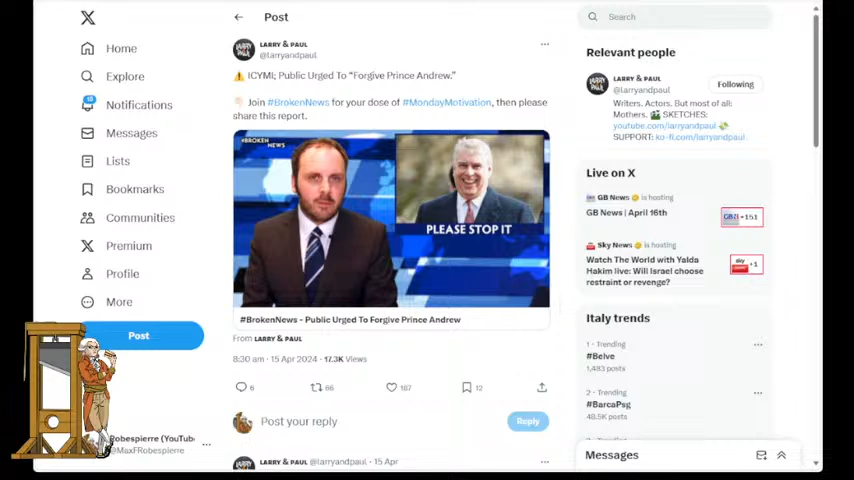 Home
Explore
18
Notifications
Messages
Lists
Bookmarks
Communities
Premium
Profile
More
Post
Robespierre (YouTub
@MaxFRobespierre
Post
LARRY & PAUL
@larryandpaul
⚠️ ICYMI; Public Urged To “Forgive Prince Andrew.”
Join #BrokenNews for your dose of #MondayMotivation, then please
share this report.
#BROKEN
NEWS
PLEASE STOP IT
#BrokenNews - Public Urged To Forgive Prince Andrew
From LARRY & PAUL
8:30 am · 15 Apr 2024 · 17.3K Views
6
66
187
12
Post your reply
Reply
LARRY & PAUL @larryandpaul · 15 Apr
Search
Relevant people
LARRY & PAUL
@larryandpaul
Following
Writers. Actors. But most of all:
Mothers. 🎬 SKETCHES:
youtube.com/larryandpaul 💸
SUPPORT: ko-fi.com/larryandpaul
Live on X
GB News is hosting
GB News | April 16th
+151
Sky News is hosting
Watch The World with Yalda
Hakim live: Will Israel choose
restraint or revenge?
sky
+1
Italy trends
1 · Trending
#Belve
1,483 posts
2 · Trending
#BarcaPsg
48.5K posts
Messages